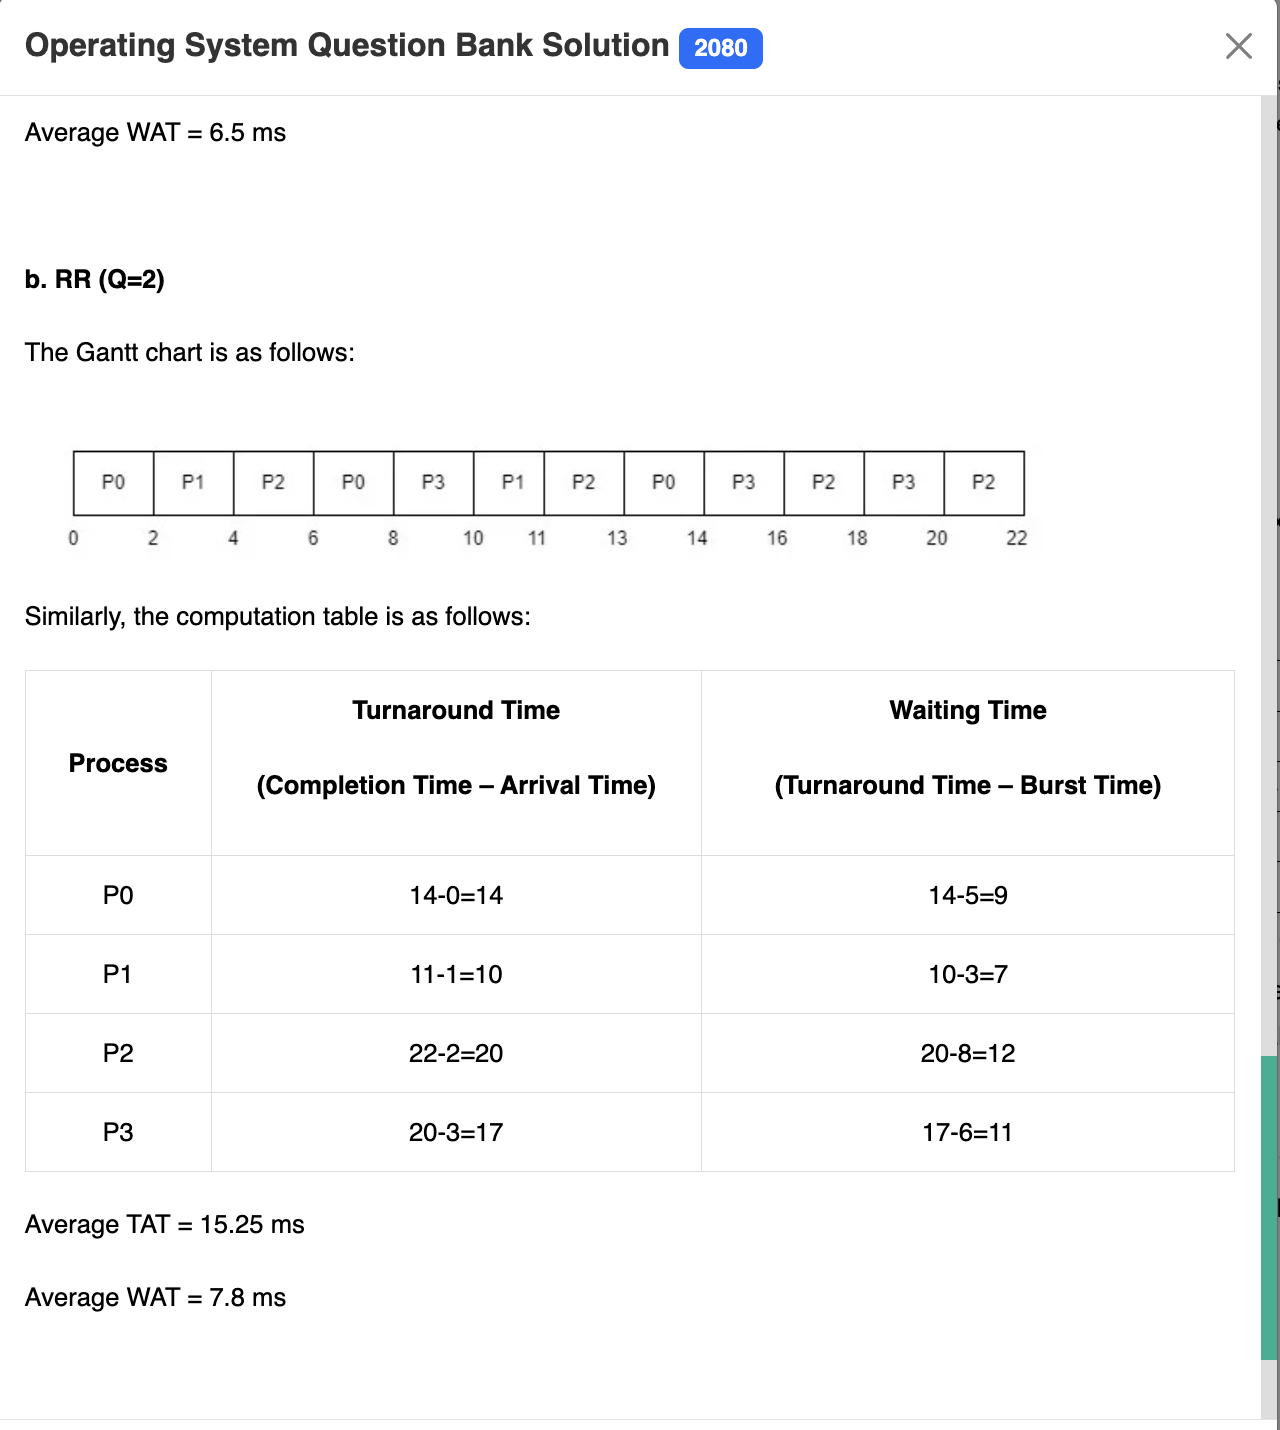 Operating System Question Bank Solution 2080
Average WAT = 6.5 ms
b. RR (Q=2)
The Gantt chart is as follows:
P0 P1 P2 P0 P3 P1 P2 P0 P3 P2 P3 P2
0 2 4 6 8 10 11 13 14 16 18 20 22
Similarly, the computation table is as follows:
Process
Turnaround Time
(Completion Time – Arrival Time)
Waiting Time
(Turnaround Time – Burst Time)
P0 14-0=14 14-5=9
P1 11-1=10 10-3=7
P2 22-2=20 20-8=12
P3 20-3=17 17-6=11
Average TAT = 15.25 ms
Average WAT = 7.8 ms